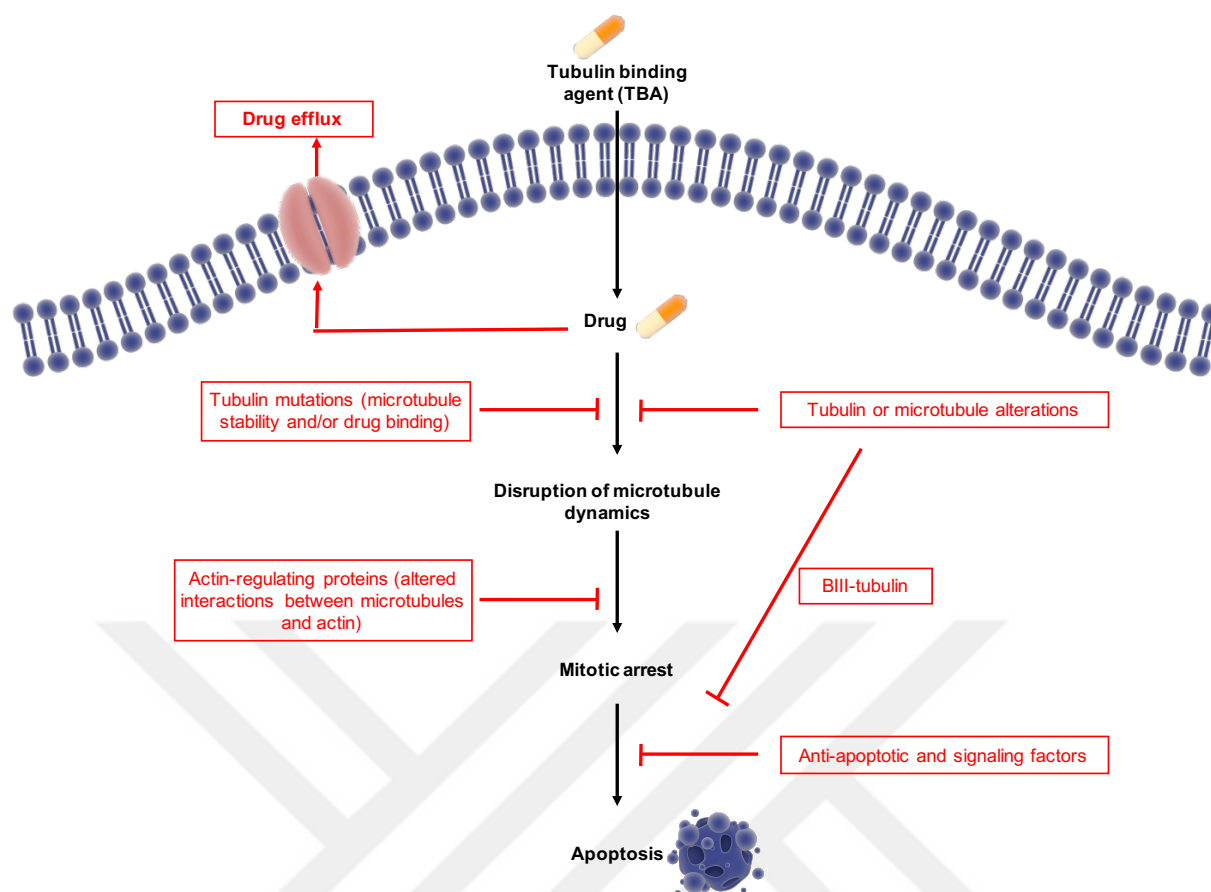 Tubulin binding
agent (TBA)
Drug efflux
Drug
Tubulin mutations (microtubule
stability and/or drug binding)
Tubulin or microtubule alterations
Disruption of microtubule
dynamics
Actin-regulating proteins (altered
interactions between microtubules
and actin)
BIII-tubulin
Mitotic arrest
Anti-apoptotic and signaling factors
Apoptosis